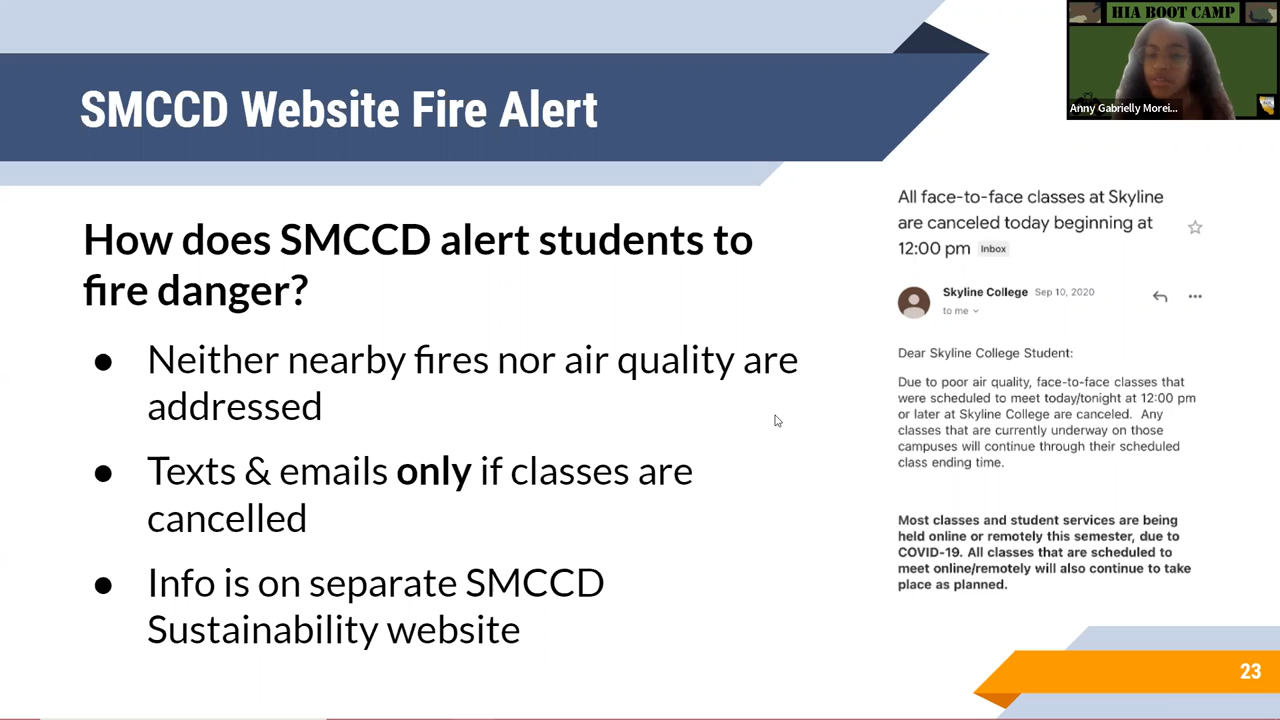 HIA BOOT CAMP
Anny Gabrielly Morei...
SMCCD Website Fire Alert
How does SMCCD alert students to
fire danger?
● Neither nearby fires nor air quality are
addressed
● Texts & emails only if classes are
cancelled
● Info is on separate SMCCD
Sustainability website
All face-to-face classes at Skyline
are canceled today beginning at
12:00 pm Inbox
Skyline College Sep 10, 2020
to me
Dear Skyline College Student:
Due to poor air quality, face-to-face classes that
were scheduled to meet today/tonight at 12:00 pm
or later at Skyline College are canceled. Any
classes that are currently underway on those
campuses will continue through their scheduled
class ending time.
Most classes and student services are being
held online or remotely this semester, due to
COVID-19. All classes that are scheduled to
meet online/remotely will also continue to take
place as planned.
23